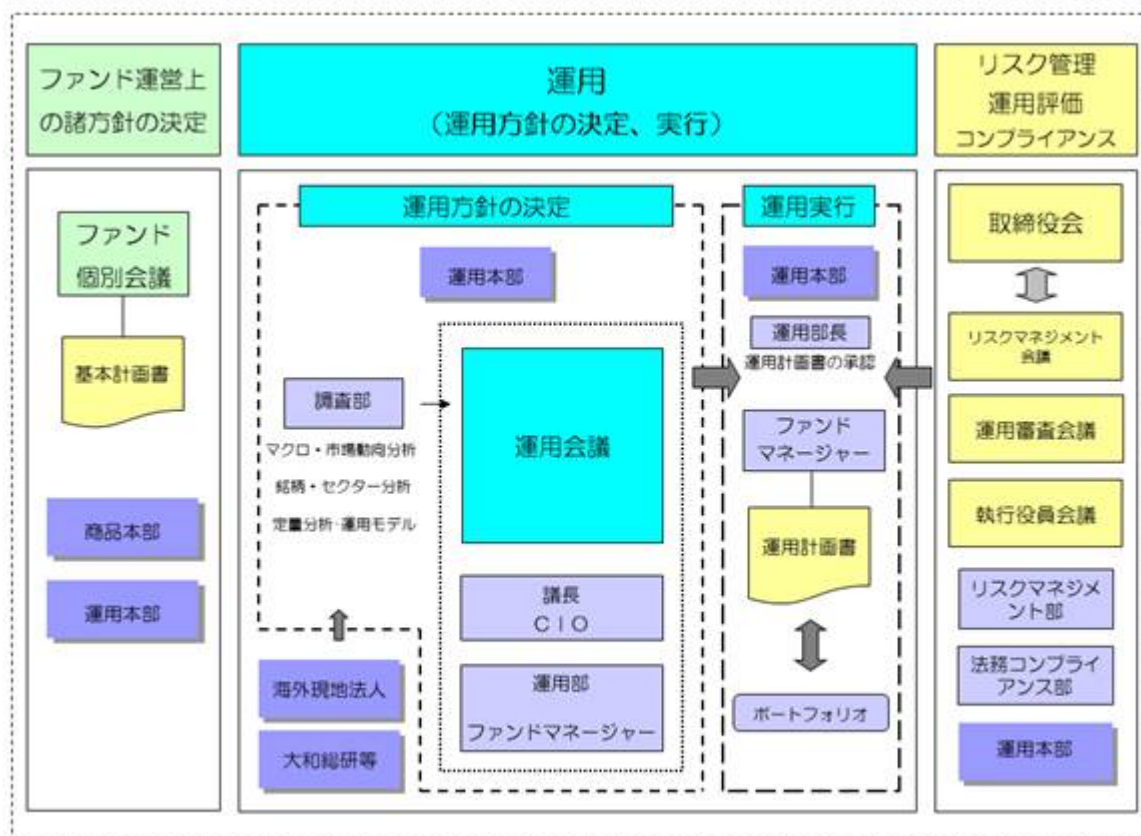 ファンド運営上
の諸方針の決定
運用
（運用方針の決定、実行）
リスク管理
運用評価
コンプライアンス
ファンド
個別会議
基本計画書
商品本部
運用本部
運用方針の決定
運用本部
調査部
マクロ・市場動向分析
銘柄・セクター分析
定量分析・運用モデル
運用会議
議長
ＣＩＯ
運用部
ファンドマネージャー
海外現地法人
大和総研等
運用実行
運用本部
運用部長
運用計画書の承認
ファンド
マネージャー
運用計画書
ポートフォリオ
取締役会
リスクマネジメント
会議
運用審査会議
執行役員会議
リスクマネジメ
ント部
法務コンプライ
アンス部
運用本部